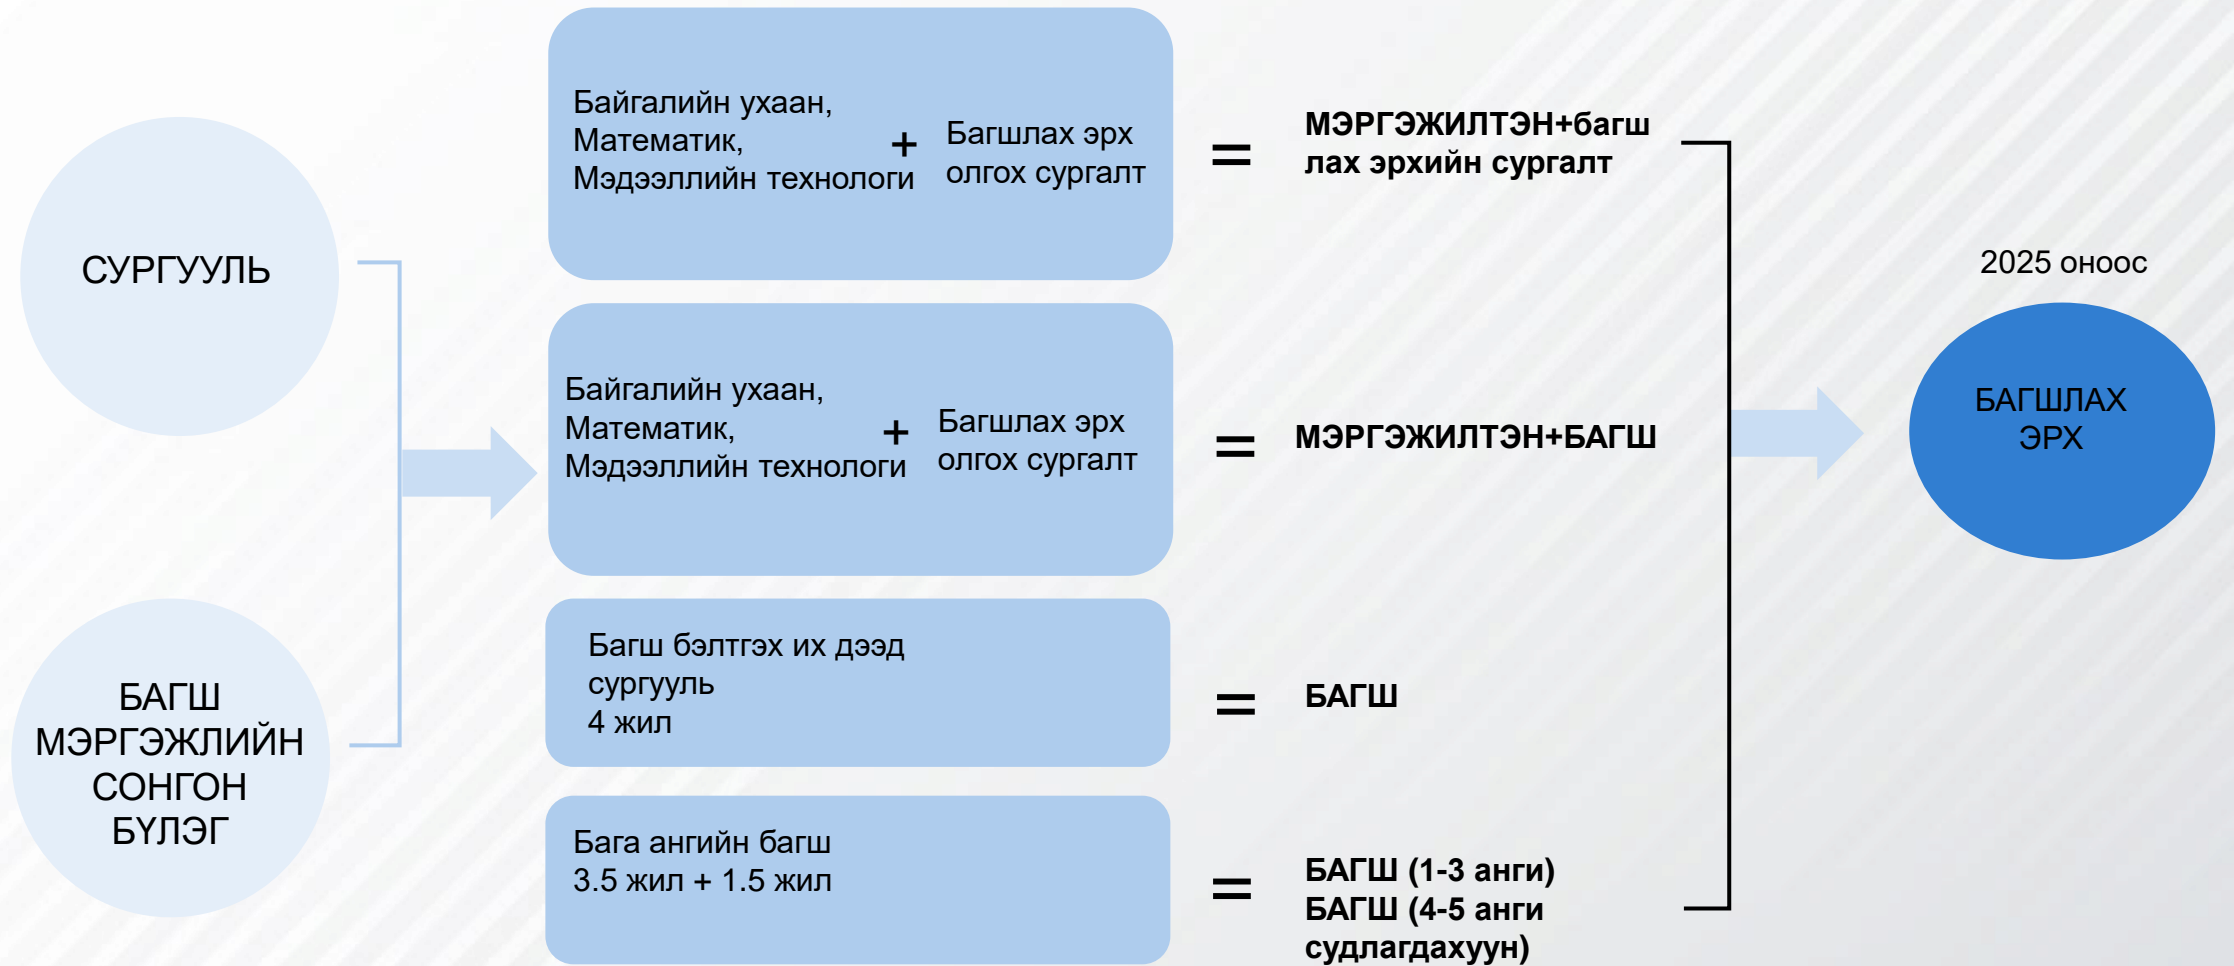 СУРГУУЛЬ
БАГШ
МЭРГЭЖЛИЙН
СОНГОН
БҮЛЭГ
Байгалийн ухаан,
Математик,
Мэдээллийн технологи
+
Багшлах эрх
олгох сургалт
=
МЭРГЭЖИЛТЭН+багш
лах эрхийн сургалт
Байгалийн ухаан,
Математик,
Мэдээллийн технологи
+
Багшлах эрх
олгох сургалт
=
МЭРГЭЖИЛТЭН+БАГШ
Багш бэлтгэх их дээд
сургууль
4 жил
=
БАГШ
Бага ангийн багш
3.5 жил + 1.5 жил
=
БАГШ (1-3 анги)
БАГШ (4-5 анги
судлагдахуун)
2025 оноос
БАГШЛАХ
ЭРХ